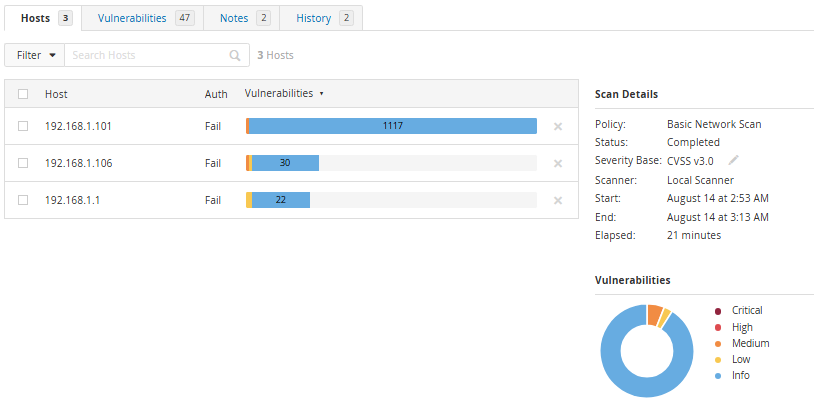 Hosts 3 Vulnerabilities 47 Notes 2 History 2
Filter Search Hosts 3 Hosts
Host Auth Vulnerabilities
192.168.1.101 Fail 1117
192.168.1.106 Fail 30
192.168.1.1 Fail 22
Scan Details
Policy: Basic Network Scan
Status: Completed
Severity Base: CVSS v3.0
Scanner: Local Scanner
Start: August 14 at 2:53 AM
End: August 14 at 3:13 AM
Elapsed: 21 minutes
Vulnerabilities
Critical
High
Medium
Low
Info